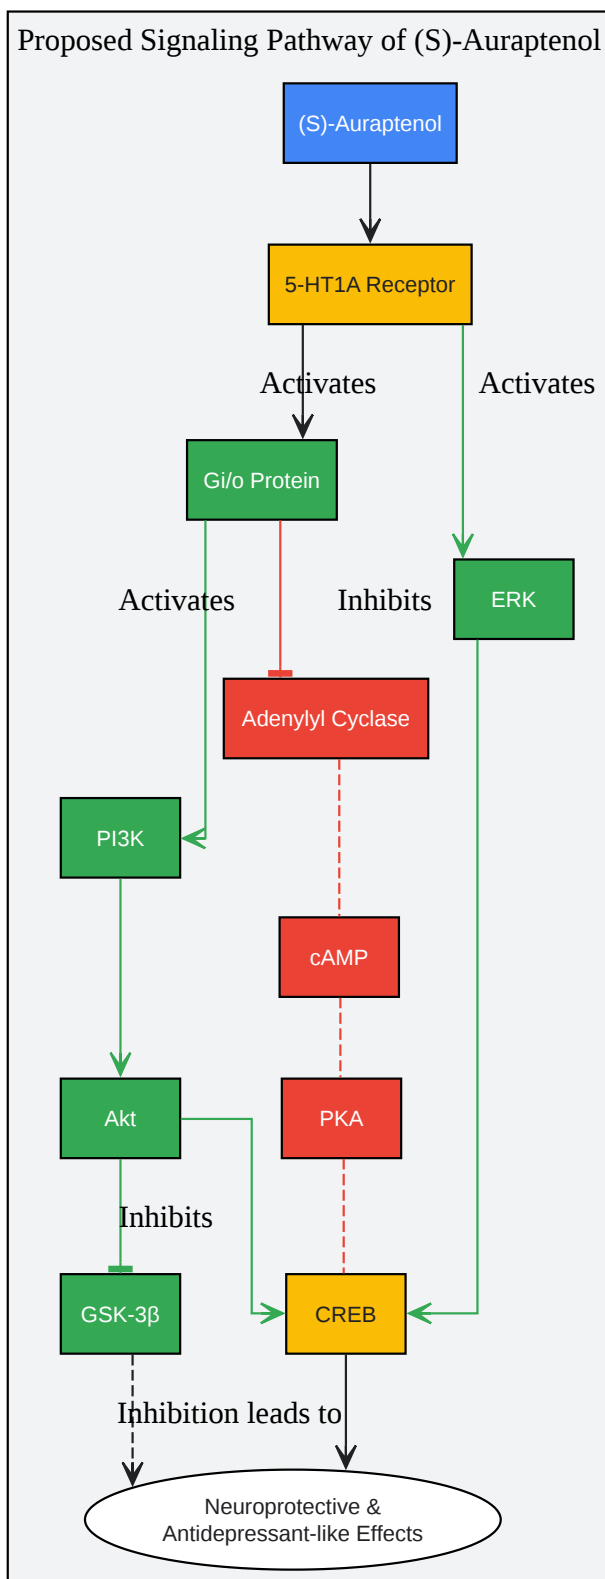 Proposed Signaling Pathway of (S)-Auraptenol
(S)-Auraptenol
5-HT1A Receptor
Activates
Activates
Gi/o Protein
Activates
Inhibits
ERK
Adenylyl Cyclase
PI3K
cAMP
Akt
PKA
Inhibits
GSK-3β
CREB
Inhibition leads to
Neuroprotective &
Antidepressant-like Effects